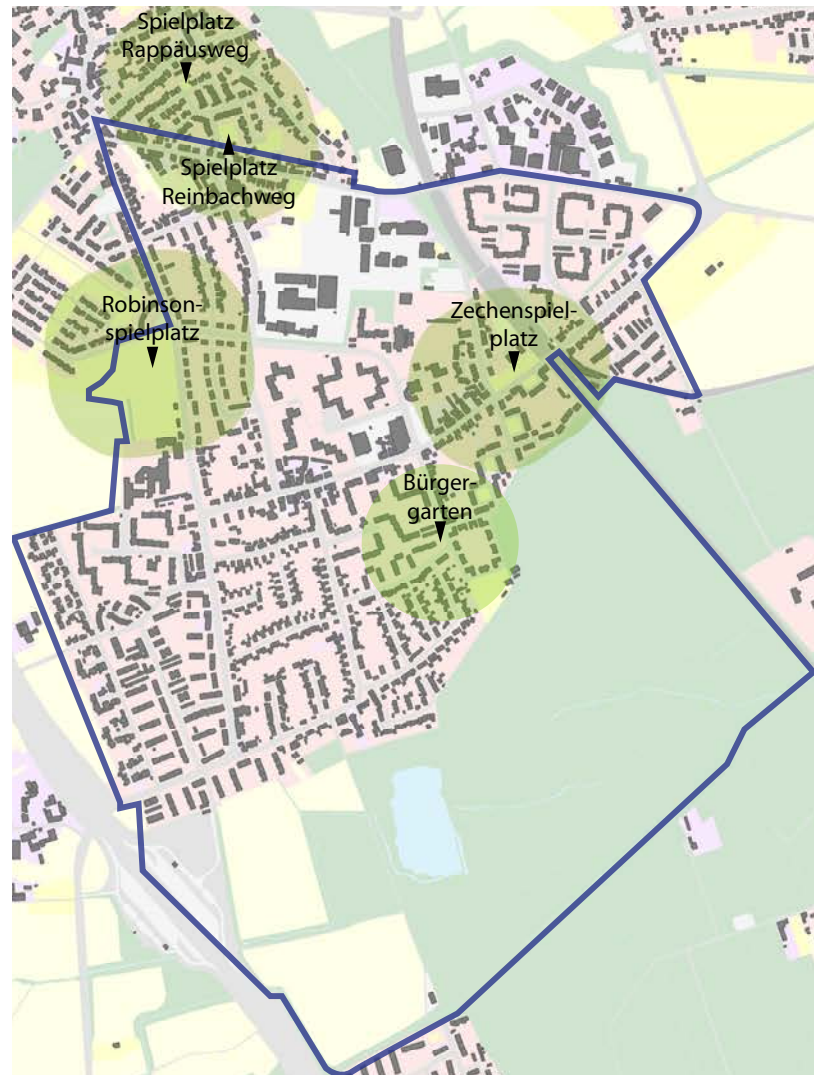 Spielplatz
Rappäusweg
Spielplatz
Reinbachweg
Robinson-
spielplatz
Zechenspiel-
platz
Bürger-
garten